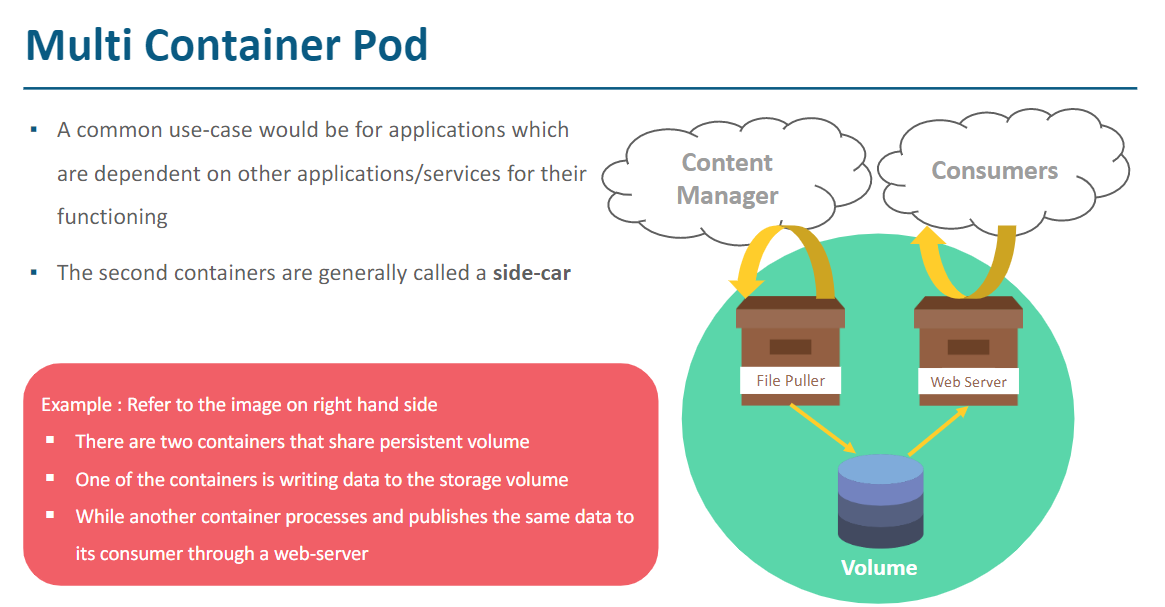 Multi Container Pod
▪ A common use-case would be for applications which
are dependent on other applications/services for their
functioning
▪ The second containers are generally called a side-car
Example : Refer to the image on right hand side
▪ There are two containers that share persistent volume
▪ One of the containers is writing data to the storage volume
▪ While another container processes and publishes the same data to
its consumer through a web-server
Content
Manager
Consumers
File Puller
Web Server
Volume